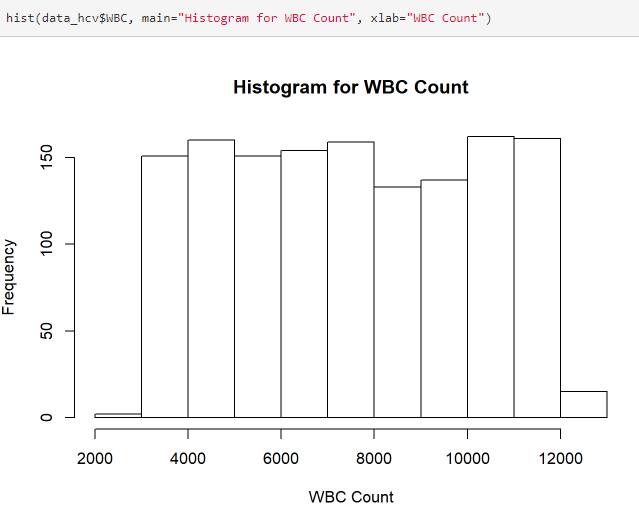 hist(data_hcv$WBC, main="Histogram for WBC Count", xlab="WBC Count")
Histogram for WBC Count
Frequency
150
100
50
0
2000 4000 6000 8000 10000 12000
WBC Count